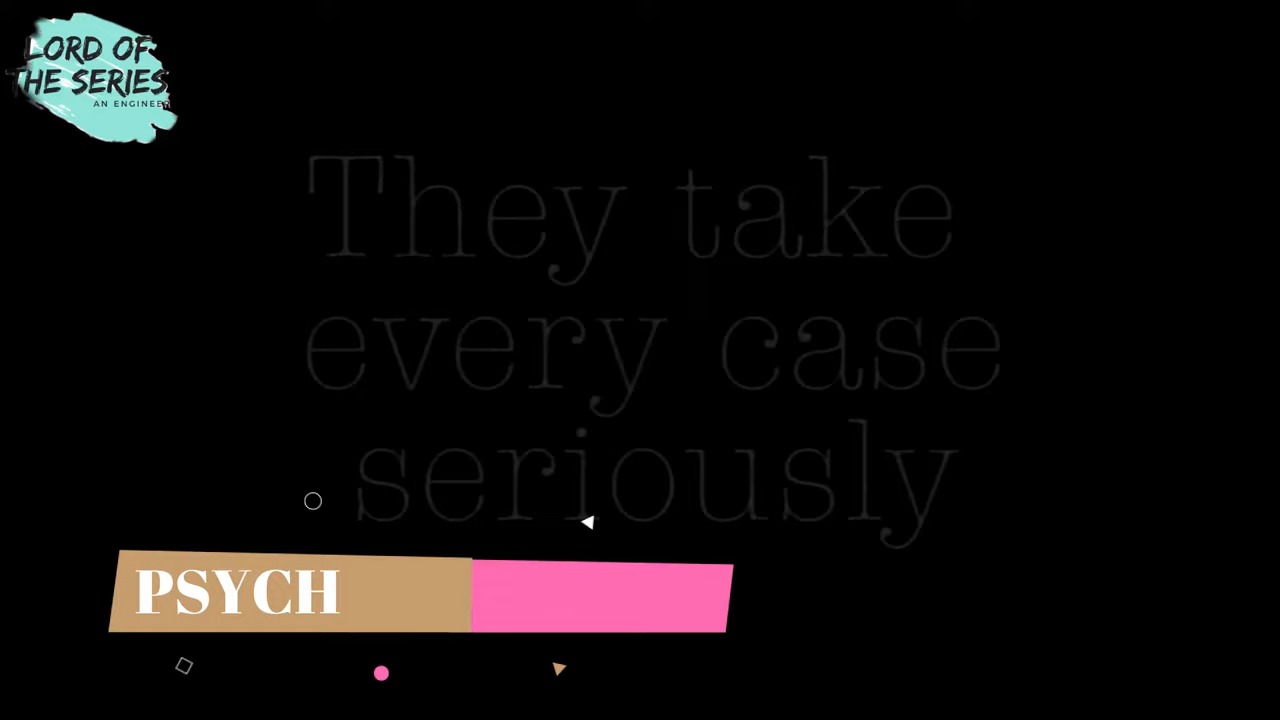 LORD OF
THE SERIES
AN ENGINEER
They take
every case
seriously
PSYCH